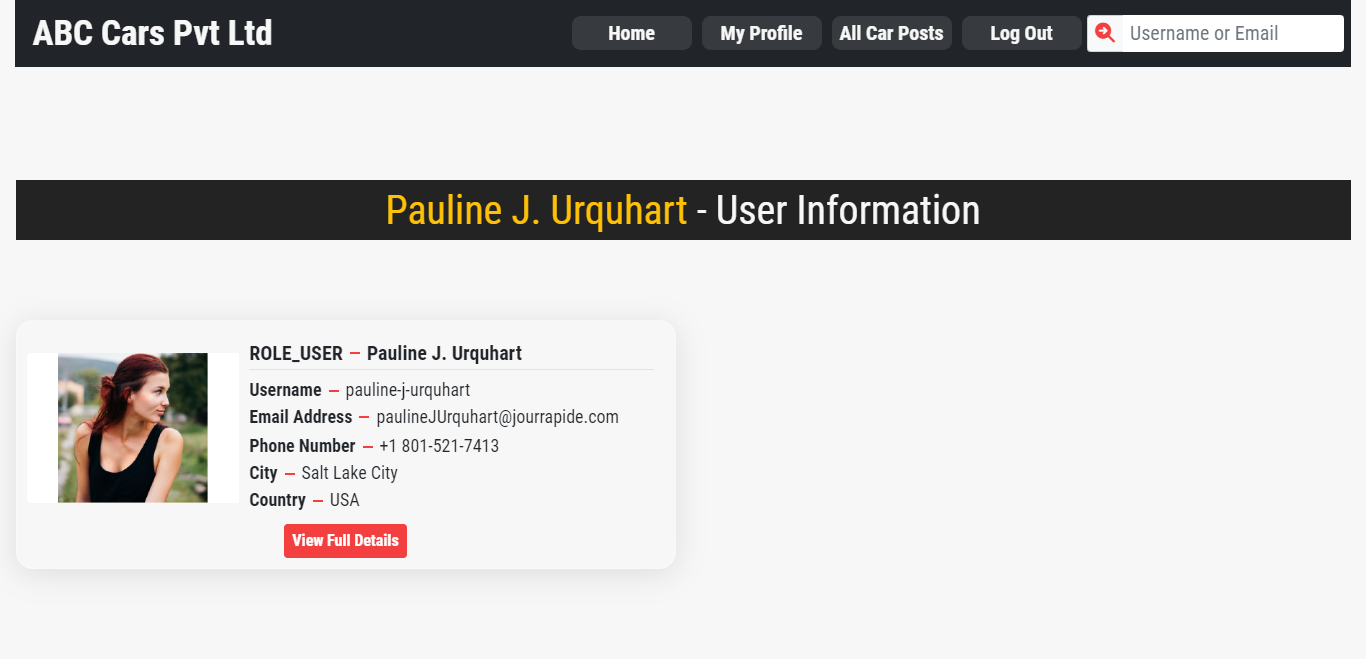 ABC Cars Pvt Ltd
Home
My Profile
All Car Posts
Log Out
Username or Email
Pauline J. Urquhart - User Information
ROLE_USER — Pauline J. Urquhart
Username — pauline-j-urquhart
Email Address — paulineJUrquhart@jourrapide.com
Phone Number — +1 801-521-7413
City — Salt Lake City
Country — USA
View Full Details